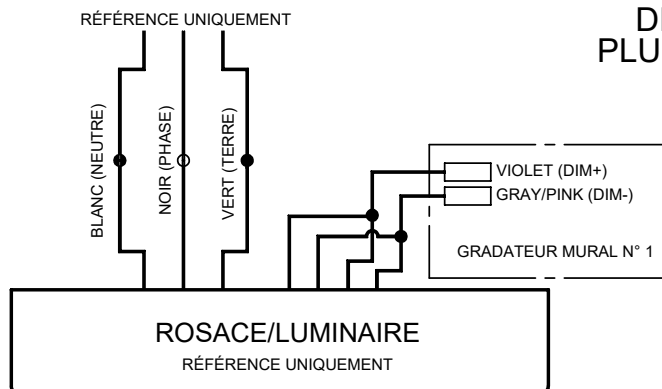 RÉFÉRENCE UNIQUEMENT
BLANC (NEUTRE)
NOIR (PHASE)
VERT (TERRE)
VIOLET (DIM+)
GRAY/PINK (DIM-)
GRADATEUR MURAL N° 1
ROSACE/LUMINAIRE
RÉFÉRENCE UNIQUEMENT